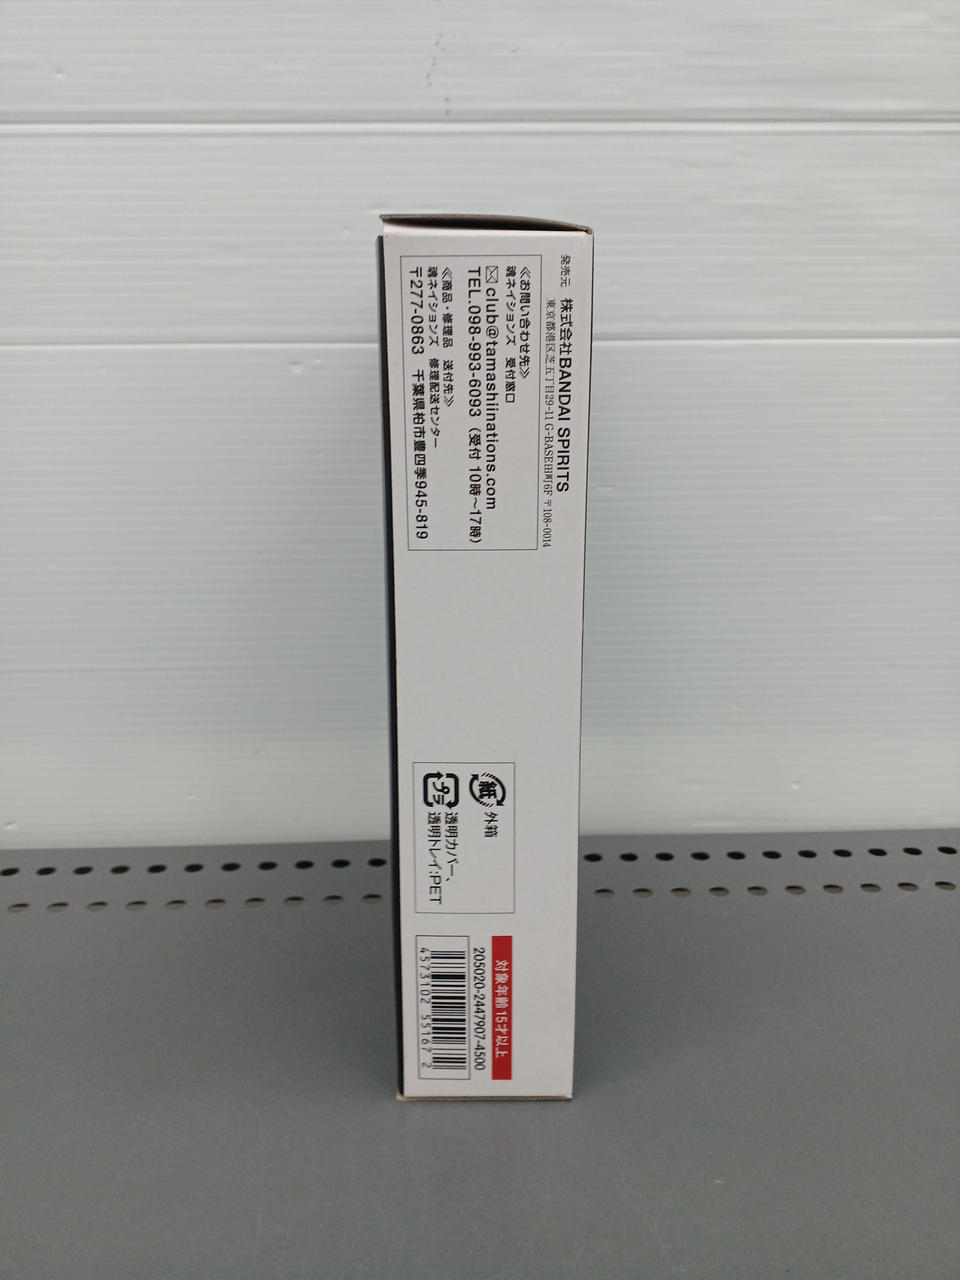 発売元 株式会社BANDAI SPIRITS
東京都港区芝五丁目29-11 G-BASE田町6F 〒108-0014
≪お問い合わせ先≫
魂ネイションズ 受付窓口
club@tamashiinations.com
TEL.098-993-6093（受付 10時～17時）
≪商品・修理品 送付先≫
魂ネイションズ 修理配送センター
〒277-0863 千葉県柏市豊四季945-819
紙 外箱
プラ 透明カバー、
透明トレイ:PET
対象年齢15才以上
205020-2447907-4500
4573102 551672